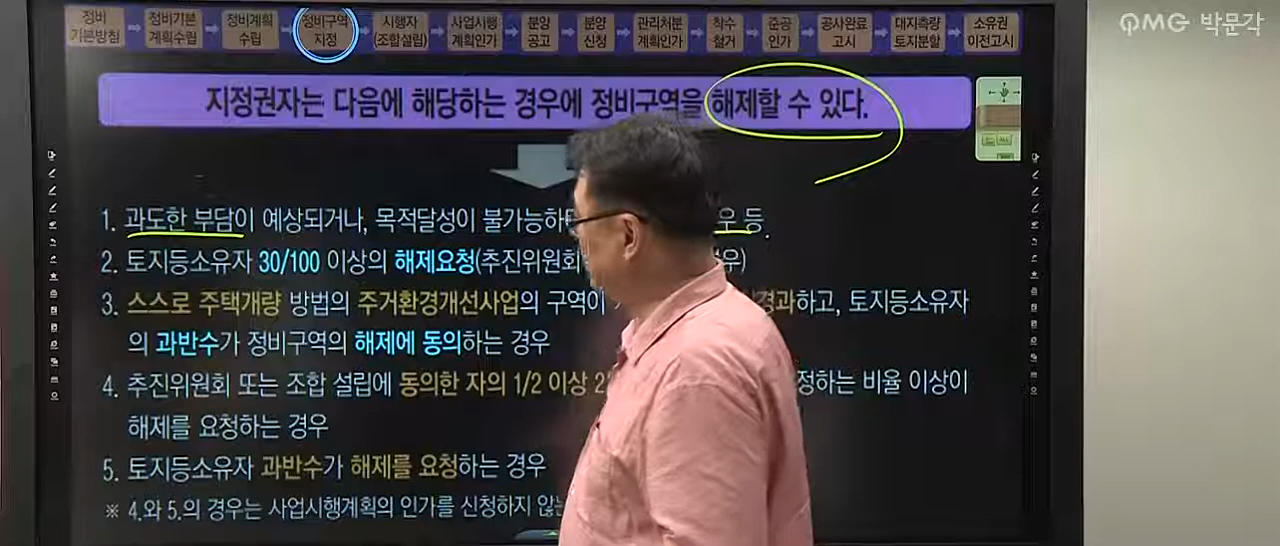 정비 기본방침 → 정비기본 계획수립 → 정비계획 수립 → 정비구역 지정 → 시행자 (조합설립) → 사업시행 계획인가 → 분양 공고 → 분양 신청 → 관리처분 계획인가 → 착수 철거 → 준공 인가 → 공사완료 고시 → 대지측량 토지분할 → 소유권 이전고시
QMG 박문각
지정권자는 다음에 해당하는 경우에 정비구역을 해제할 수 있다.
1. 과도한 부담이 예상되거나, 목적달성이 불가능하 우 등.
2. 토지등소유자 30/100 이상의 해제요청(추진위원회 우)
3. 스스로 주택개량 방법의 주거환경개선사업의 구역이 경과하고, 토지등소유자
의 과반수가 정비구역의 해제에 동의하는 경우
4. 추진위원회 또는 조합 설립에 동의한 자의 1/2 이상 정하는 비율 이상이
해제를 요청하는 경우
5. 토지등소유자 과반수가 해제를 요청하는 경우
※ 4.와 5.의 경우는 사업시행계획의 인가를 신청하지 않는